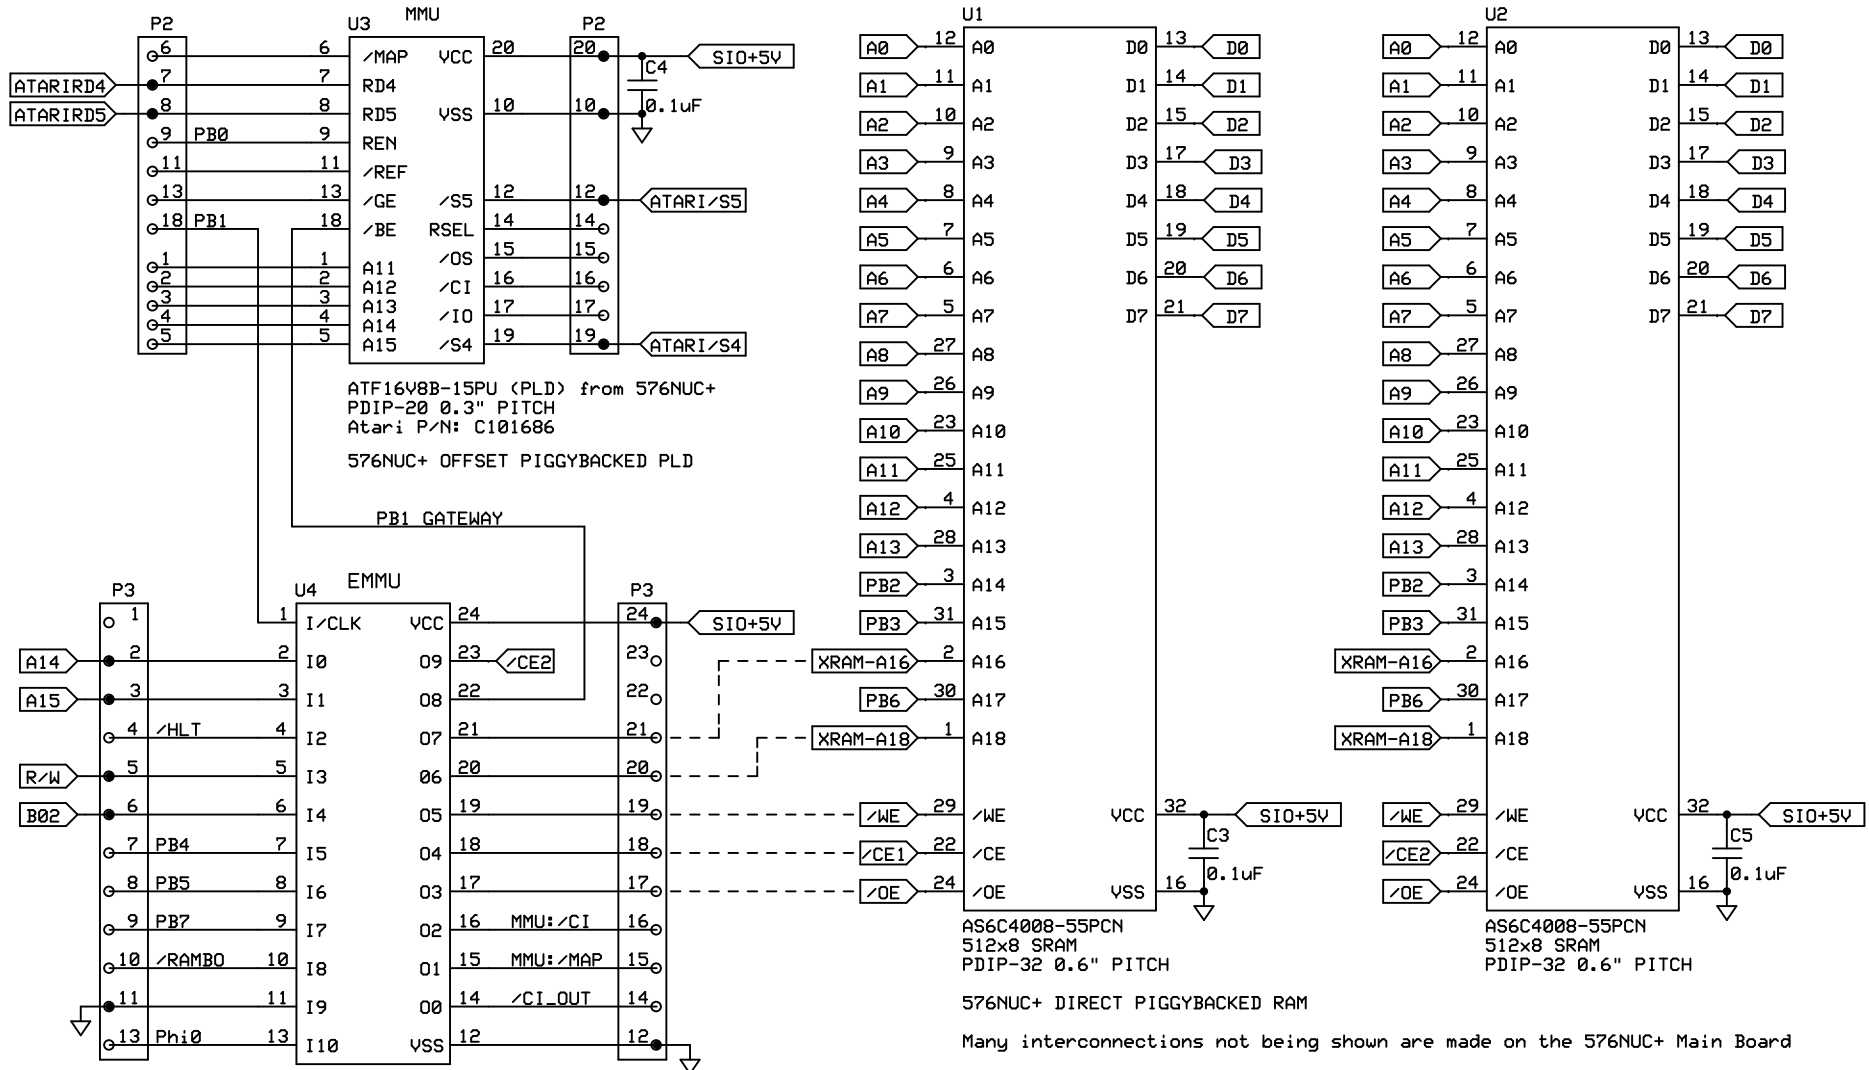 MMU
P2 U3 P2
6 6 /MAP VCC 20 20 SIO+5V
C4
0.1uF
ATARIRD4 7 7 RD4
ATARIRD5 8 8 RD5 VSS 10 10
9 PB0 9 REN
11 11 /REF
13 13 /GE /S5 12 12 ATARI/S5
18 PB1 18 /BE RSEL 14 14
/OS 15 15
1 1 A11
2 2 A12 /CI 16 16
3 3 A13
4 4 A14 /IO 17 17
5 5 A15 /S4 19 19 ATARI/S4
ATF16V8B-15PU (PLD) from 576NUC+
PDIP-20 0.3" PITCH
Atari P/N: C101686
576NUC+ OFFSET PIGGYBACKED PLD
PB1 GATEWAY
EMMU
P3 U4 P3
1 1 I/CLK VCC 24 24 SIO+5V
A14 2 2 I0 O9 23 /CE2 23
A15 3 3 I1 O8 22 22
4 /HLT 4 I2 O7 21 21
R/W 5 5 I3 O6 20 20
B02 6 6 I4 O5 19 19
7 PB4 7 I5 O4 18 18
8 PB5 8 I6 O3 17 17
9 PB7 9 I7 O2 16 MMU:/CI 16
10 /RAMBO 10 I8 O1 15 MMU:/MAP 15
11 11 I9 O0 14 /CI_OUT 14
13 Phi0 13 I10 VSS 12 12
U1
A0 12 A0 D0 13 D0
A1 11 A1 D1 14 D1
A2 10 A2 D2 15 D2
A3 9 A3 D3 17 D3
A4 8 A4 D4 18 D4
A5 7 A5 D5 19 D5
A6 6 A6 D6 20 D6
A7 5 A7 D7 21 D7
A8 27 A8
A9 26 A9
A10 23 A10
A11 25 A11
A12 4 A12
A13 28 A13
PB2 3 A14
PB3 31 A15
XRAM-A16 2 A16
PB6 30 A17
XRAM-A18 1 A18
/WE 29 /WE VCC 32 SIO+5V
C3
/CE1 22 /CE
0.1uF
/OE 24 /OE VSS 16
AS6C4008-55PCN
512x8 SRAM
PDIP-32 0.6" PITCH
U2
A0 12 A0 D0 13 D0
A1 11 A1 D1 14 D1
A2 10 A2 D2 15 D2
A3 9 A3 D3 17 D3
A4 8 A4 D4 18 D4
A5 7 A5 D5 19 D5
A6 6 A6 D6 20 D6
A7 5 A7 D7 21 D7
A8 27 A8
A9 26 A9
A10 23 A10
A11 25 A11
A12 4 A12
A13 28 A13
PB2 3 A14
PB3 31 A15
XRAM-A16 2 A16
PB6 30 A17
XRAM-A18 1 A18
/WE 29 /WE VCC 32 SIO+5V
C5
/CE2 22 /CE
0.1uF
/OE 24 /OE VSS 16
AS6C4008-55PCN
512x8 SRAM
PDIP-32 0.6" PITCH
576NUC+ DIRECT PIGGYBACKED RAM
Many interconnections not being shown are made on the 576NUC+ Main Board